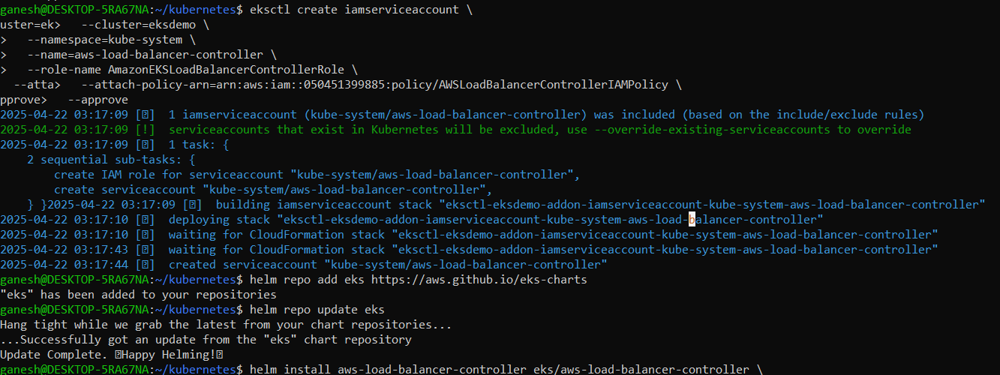 ganesh@DESKTOP-5RA67NA:~/kubernetes$ eksctl create iamserviceaccount \
uster=ek>   --cluster=eksdemo \
>   --namespace=kube-system \
>   --name=aws-load-balancer-controller \
>   --role-name AmazonEKSLoadBalancerControllerRole \
  --atta>   --attach-policy-arn=arn:aws:iam::050451399885:policy/AWSLoadBalancerControllerIAMPolicy \
pprove>   --approve
2025-04-22 03:17:09 [⍰]  1 iamserviceaccount (kube-system/aws-load-balancer-controller) was included (based on the include/exclude rules)
2025-04-22 03:17:09 [!]  serviceaccounts that exist in Kubernetes will be excluded, use --override-existing-serviceaccounts to override
2025-04-22 03:17:09 [⍰]  1 task: {
    2 sequential sub-tasks: {
        create IAM role for serviceaccount "kube-system/aws-load-balancer-controller",
        create serviceaccount "kube-system/aws-load-balancer-controller",
    } }2025-04-22 03:17:09 [⍰]  building iamserviceaccount stack "eksctl-eksdemo-addon-iamserviceaccount-kube-system-aws-load-balancer-controller"
2025-04-22 03:17:10 [⍰]  deploying stack "eksctl-eksdemo-addon-iamserviceaccount-kube-system-aws-load-balancer-controller"
2025-04-22 03:17:10 [⍰]  waiting for CloudFormation stack "eksctl-eksdemo-addon-iamserviceaccount-kube-system-aws-load-balancer-controller"
2025-04-22 03:17:43 [⍰]  waiting for CloudFormation stack "eksctl-eksdemo-addon-iamserviceaccount-kube-system-aws-load-balancer-controller"
2025-04-22 03:17:44 [⍰]  created serviceaccount "kube-system/aws-load-balancer-controller"
ganesh@DESKTOP-5RA67NA:~/kubernetes$ helm repo add eks https://aws.github.io/eks-charts
"eks" has been added to your repositories
ganesh@DESKTOP-5RA67NA:~/kubernetes$ helm repo update eks
Hang tight while we grab the latest from your chart repositories...
...Successfully got an update from the "eks" chart repository
Update Complete. ⍰Happy Helming!⍰
ganesh@DESKTOP-5RA67NA:~/kubernetes$ helm install aws-load-balancer-controller eks/aws-load-balancer-controller \